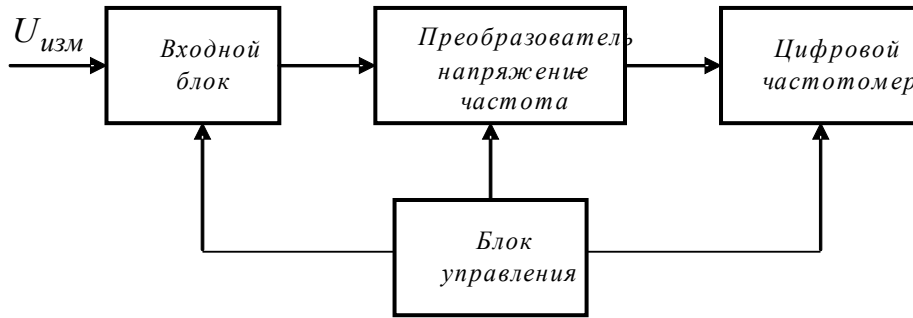 U изм
Входной
блок
Преобразователь
напряжение-
частота
Цифровой
частотомер
Блок
управления